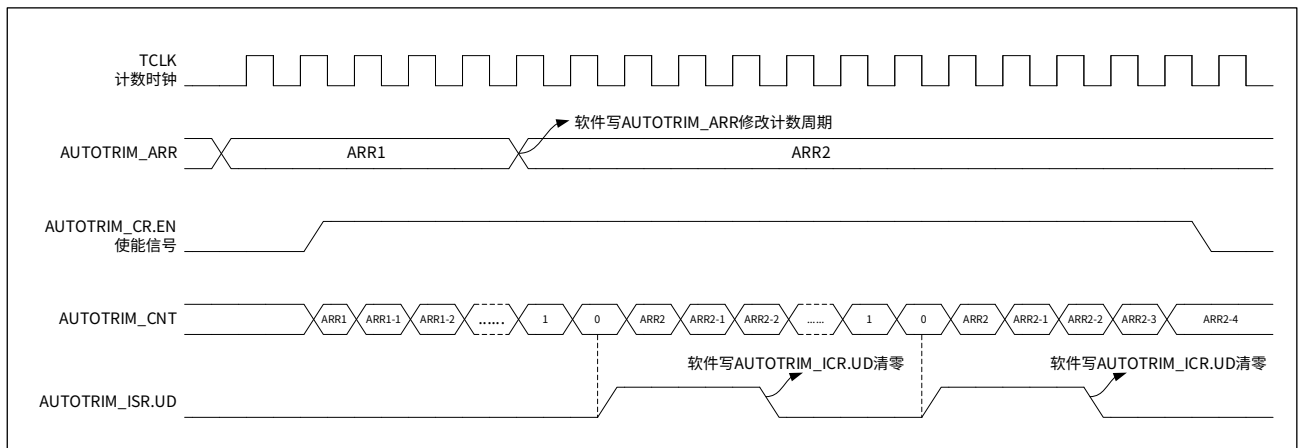 TCLK
计数时钟
软件写AUTOTRIM_ARR修改计数周期
AUTOTRIM_ARR
ARR1
ARR2
AUTOTRIM_CR.EN
使能信号
AUTOTRIM_CNT
ARR1 ARR1-1 ARR1-2 ...... 1 0 ARR2 ARR2-1 ARR2-2 ...... 1 0 ARR2 ARR2-1 ARR2-2 ARR2-3 ARR2-4
软件写AUTOTRIM_ICR.UD清零
软件写AUTOTRIM_ICR.UD清零
AUTOTRIM_ISR.UD